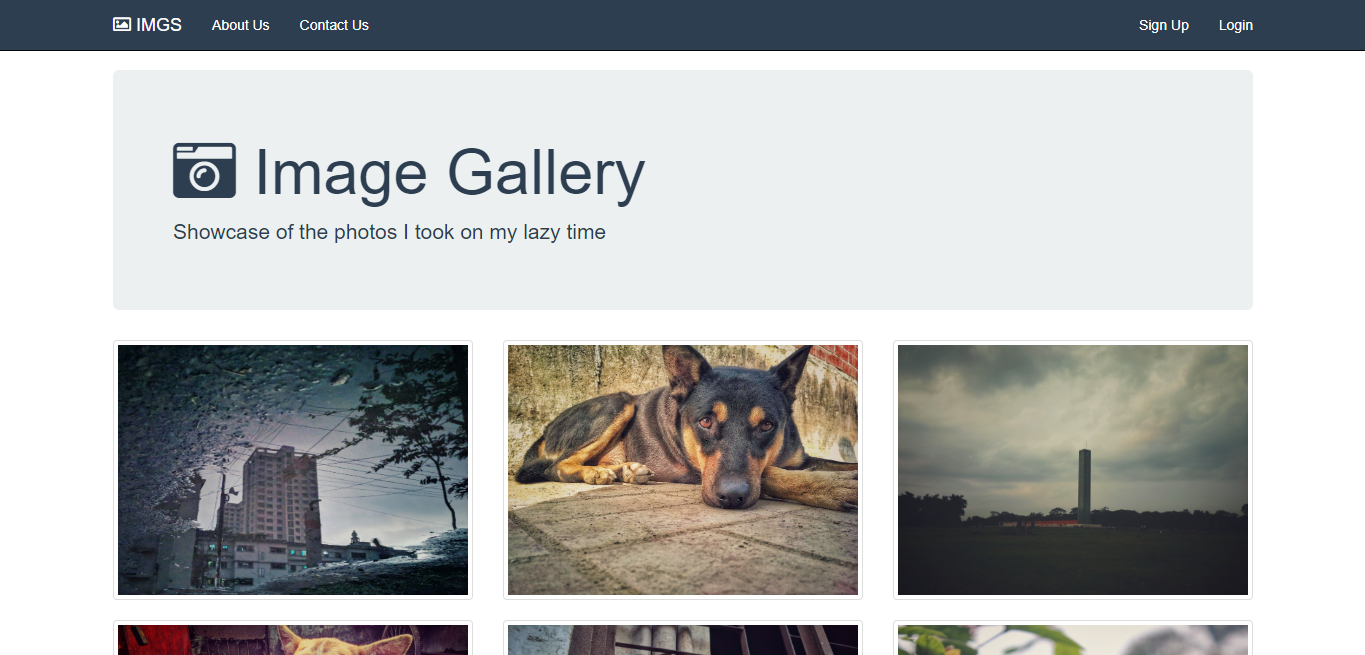 IMGS About Us Contact Us Sign Up Login
Image Gallery
Showcase of the photos I took on my lazy time